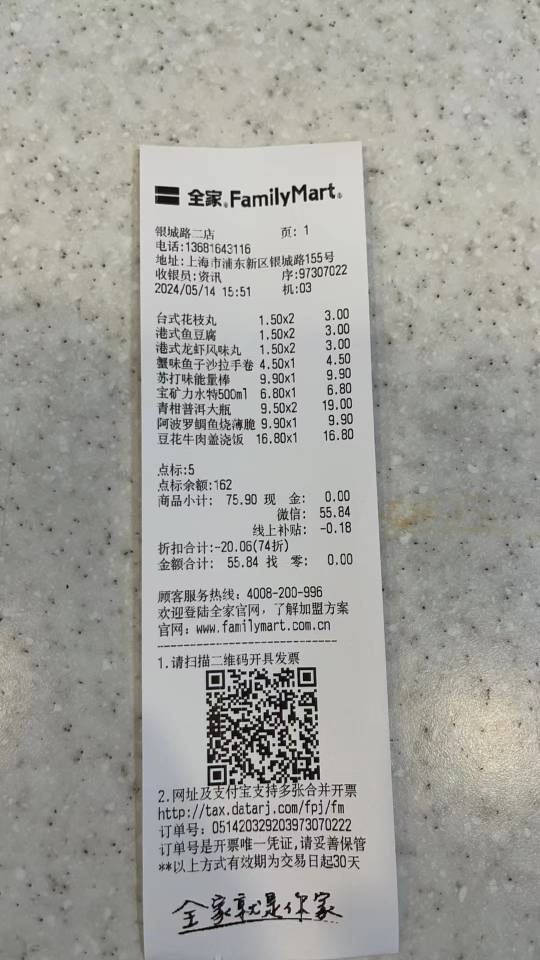 全家 FamilyMart
银城路二店 页: 1
电话:13681643116
地址:上海市浦东新区银城路155号
收银员:资讯 序:97307022
2024/05/14 15:51 机:03
台式花枝丸 1.50x2 3.00
港式鱼豆腐 1.50x2 3.00
港式龙虾风味丸 1.50x2 3.00
蟹味鱼子沙拉手卷 4.50x1 4.50
苏打味能量棒 9.90x1 9.90
宝矿力水特500ml 6.80x1 6.80
青柑普洱大瓶 9.50x2 19.00
阿波罗鲷鱼烧薄脆 9.90x1 9.90
豆花牛肉盖浇饭 16.80x1 16.80
点标:5
点标余额:162
商品小计: 75.90 现 金: 0.00
微信: 55.84
线上补贴: -0.18
折扣合计:-20.06(74折)
金额合计: 55.84 找 零: 0.00
顾客服务热线: 4008-200-996
欢迎登陆全家官网，了解加盟方案
官网: www.familymart.com.cn
1.请扫描二维码开具发票
2.网址及支付宝支持多张合并开票
http://tax.datarj.com/fpj/fm
订单号: 051420329203973070222
订单号是开票唯一凭证,请妥善保管
**以上方式有效期为交易日起30天
全家就是你家